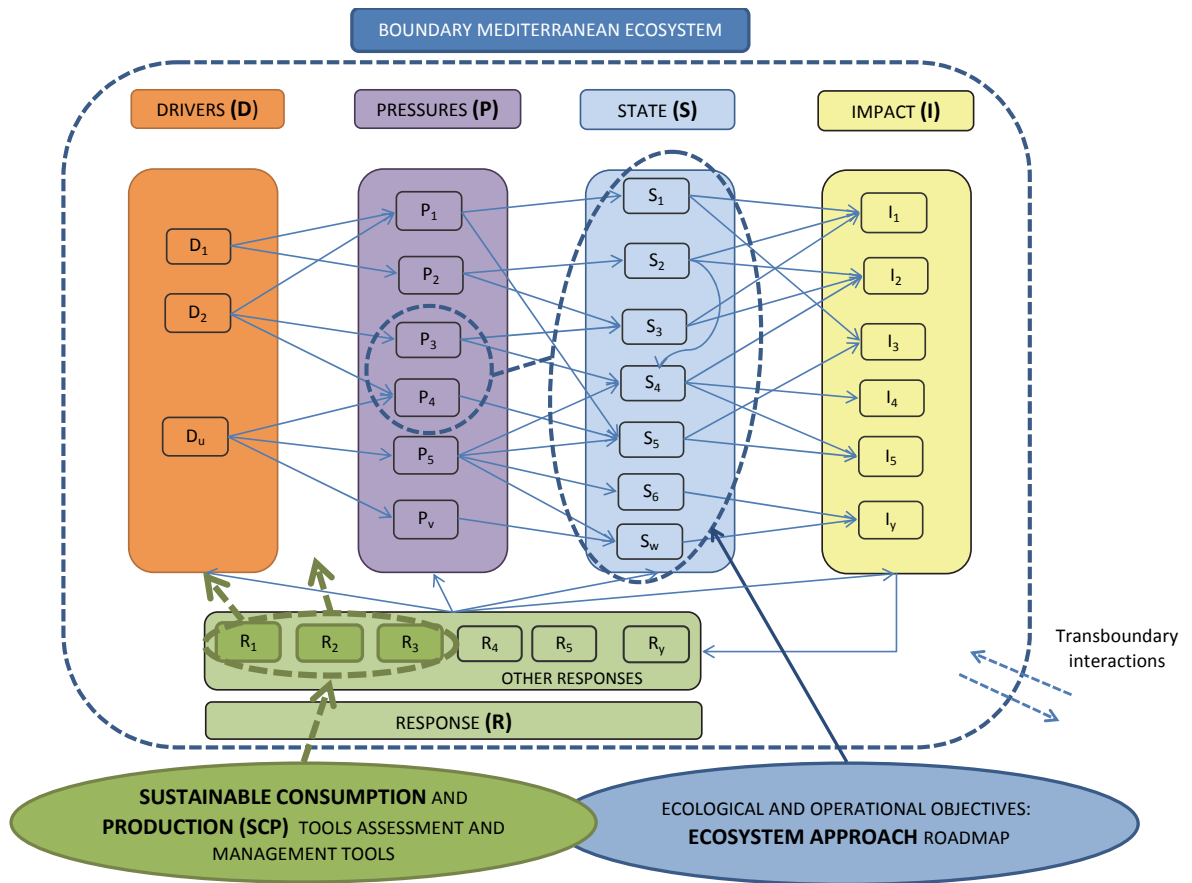 BOUNDARY MEDITERRANEAN ECOSYSTEM
DRIVERS (D)
PRESSURES (P)
STATE (S)
IMPACT (I)
D1
D2
Du
P1
P2
P3
P4
P5
Pv
S1
S2
S3
S4
S5
S6
Sw
I1
I2
I3
I4
I5
Iy
R1
R2
R3
R4
R5
Ry
OTHER RESPONSES
RESPONSE (R)
Transboundary
interactions
SUSTAINABLE CONSUMPTION AND
PRODUCTION (SCP) TOOLS ASSESSMENT AND
MANAGEMENT TOOLS
ECOLOGICAL AND OPERATIONAL OBJECTIVES:
ECOSYSTEM APPROACH ROADMAP